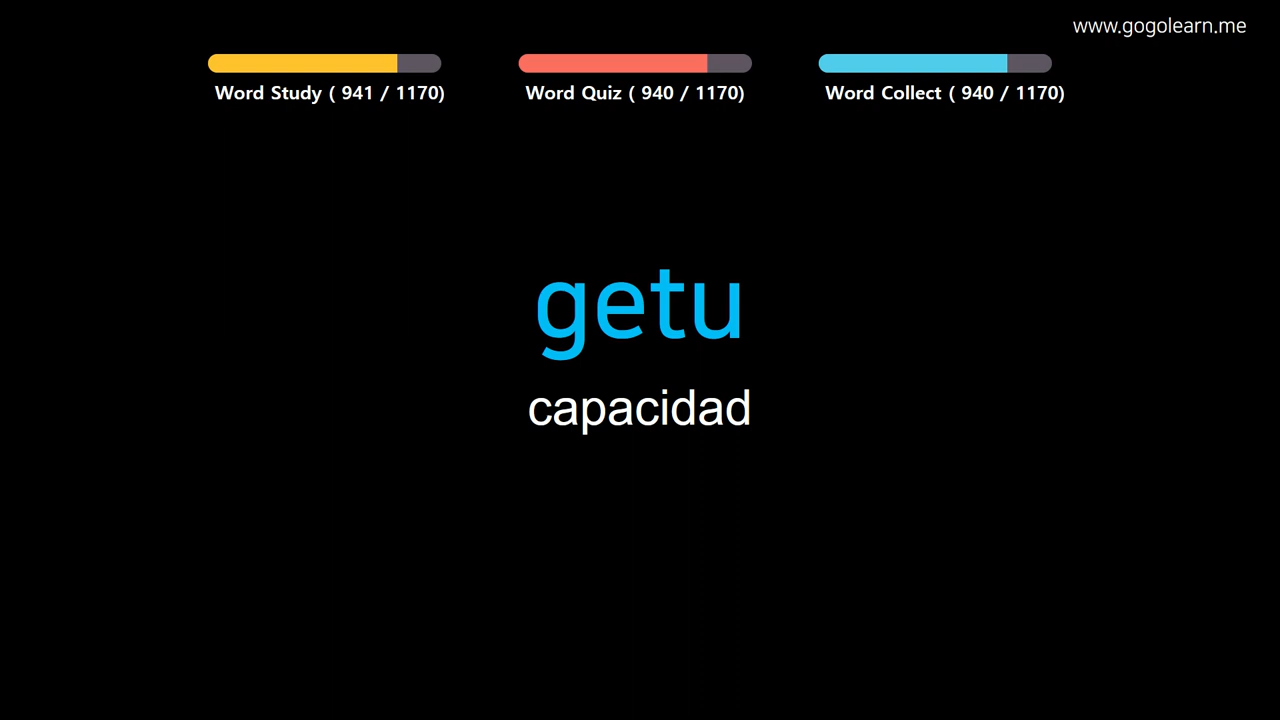 www.gogolearn.me
Word Study ( 941 / 1170)
Word Quiz ( 940 / 1170)
Word Collect ( 940 / 1170)
getu
capacidad